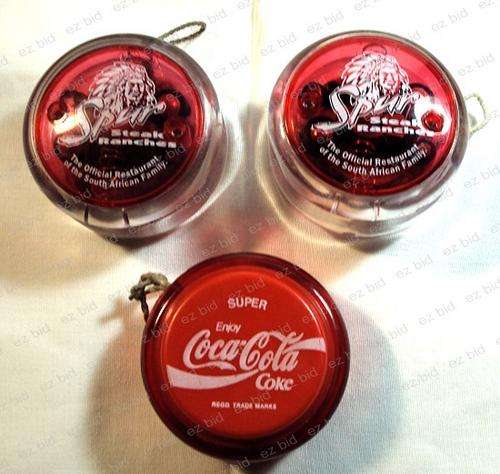 Spur
Steak
Ranches
The Official Restaurant
of the South African Family.
Spur
Steak
Ranches
The Official Restaurant
of the South African Family.
SUPER
Enjoy
Coca-Cola
Coke
REGD. TRADE MARKS
ez bid